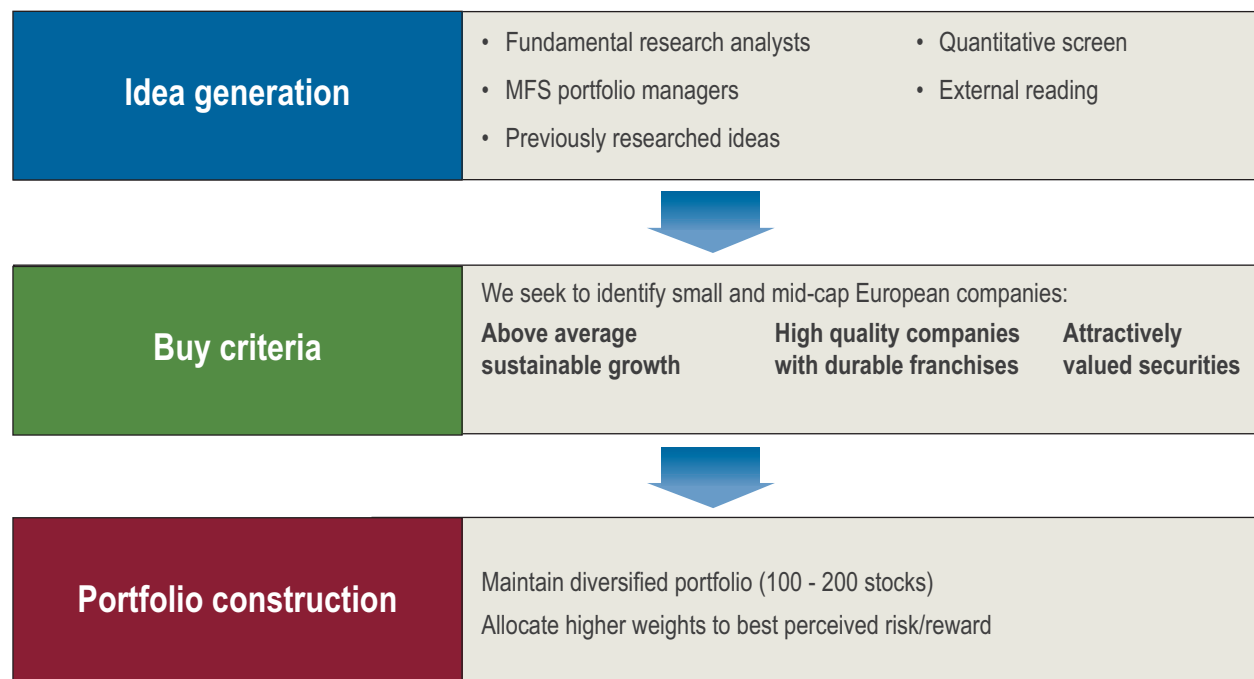 Idea generation
• Fundamental research analysts
• MFS portfolio managers
• Previously researched ideas
• Quantitative screen
• External reading
Buy criteria
We seek to identify small and mid-cap European companies:
Above average
sustainable growth
High quality companies
with durable franchises
Attractively
valued securities
Portfolio construction
Maintain diversified portfolio (100 - 200 stocks)
Allocate higher weights to best perceived risk/reward